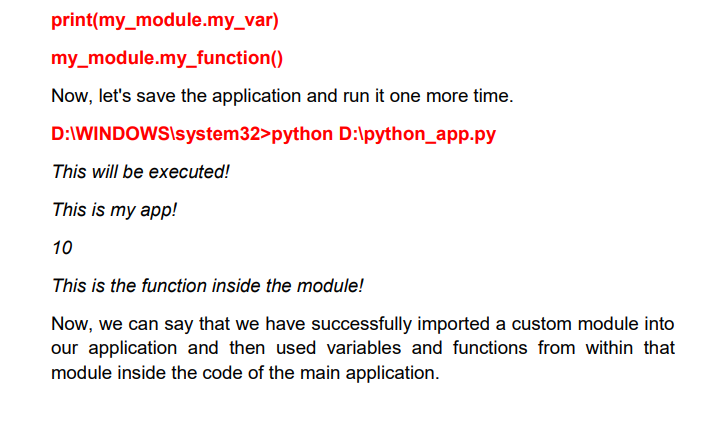 print(my_module.my_var)
my_module.my_function()
Now, let's save the application and run it one more time.
D:\WINDOWS\system32>python D:\python_app.py
This will be executed!
This is my app!
10
This is the function inside the module!
Now, we can say that we have successfully imported a custom module into
our application and then used variables and functions from within that
module inside the code of the main application.